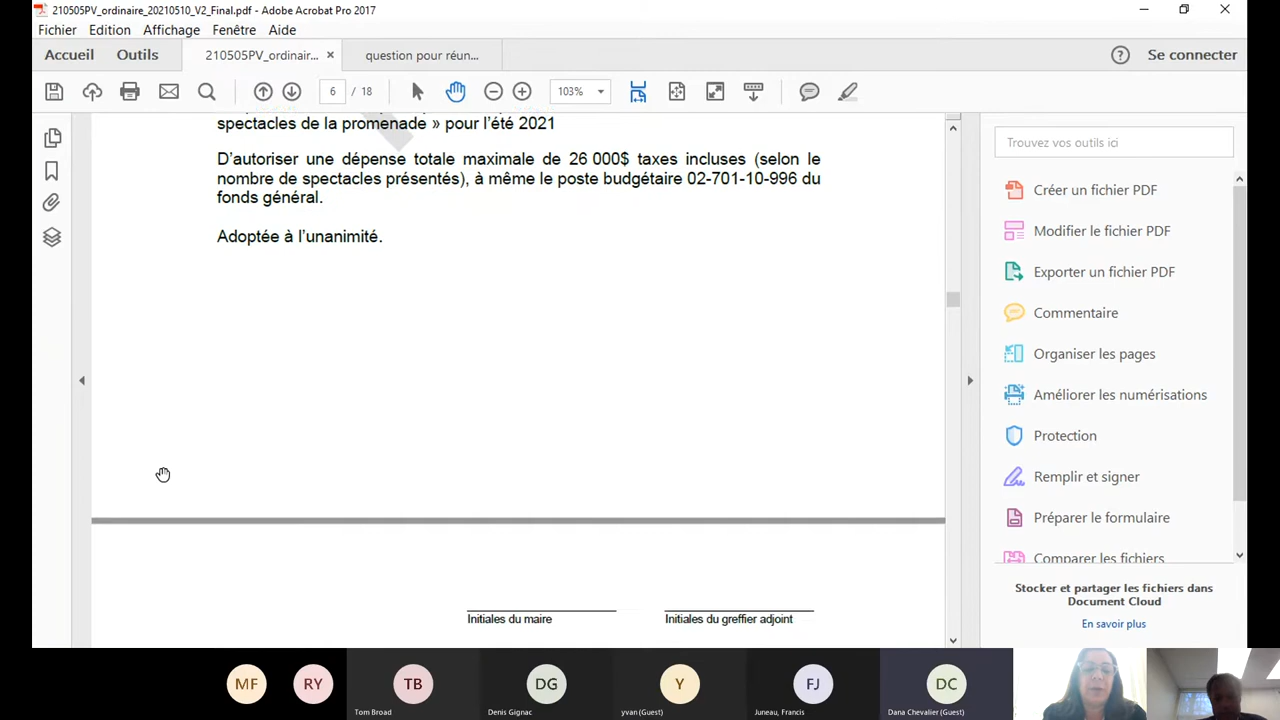 210505PV_ordinaire_20210510_V2_Final.pdf - Adobe Acrobat Pro 2017
Fichier Edition Affichage Fenêtre Aide
Accueil Outils 210505PV_ordinair... × question pour réun... ? Se connecter
6 / 18 103%
spectacles de la promenade » pour l'été 2021
D'autoriser une dépense totale maximale de 26 000$ taxes incluses (selon le
nombre de spectacles présentés), à même le poste budgétaire 02-701-10-996 du
fonds général.
Adoptée à l'unanimité.
Initiales du maire Initiales du greffier adjoint
Trouvez vos outils ici
Créer un fichier PDF
Modifier le fichier PDF
Exporter un fichier PDF
Commentaire
Organiser les pages
Améliorer les numérisations
Protection
Remplir et signer
Préparer le formulaire
Comparer les fichiers
Stocker et partager les fichiers dans
Document Cloud
En savoir plus
MF RY TB DG Y FJ DC
Tom Broad Denis Gignac yvan (Guest) Juneau, Francis Dana Chevalier (Guest)